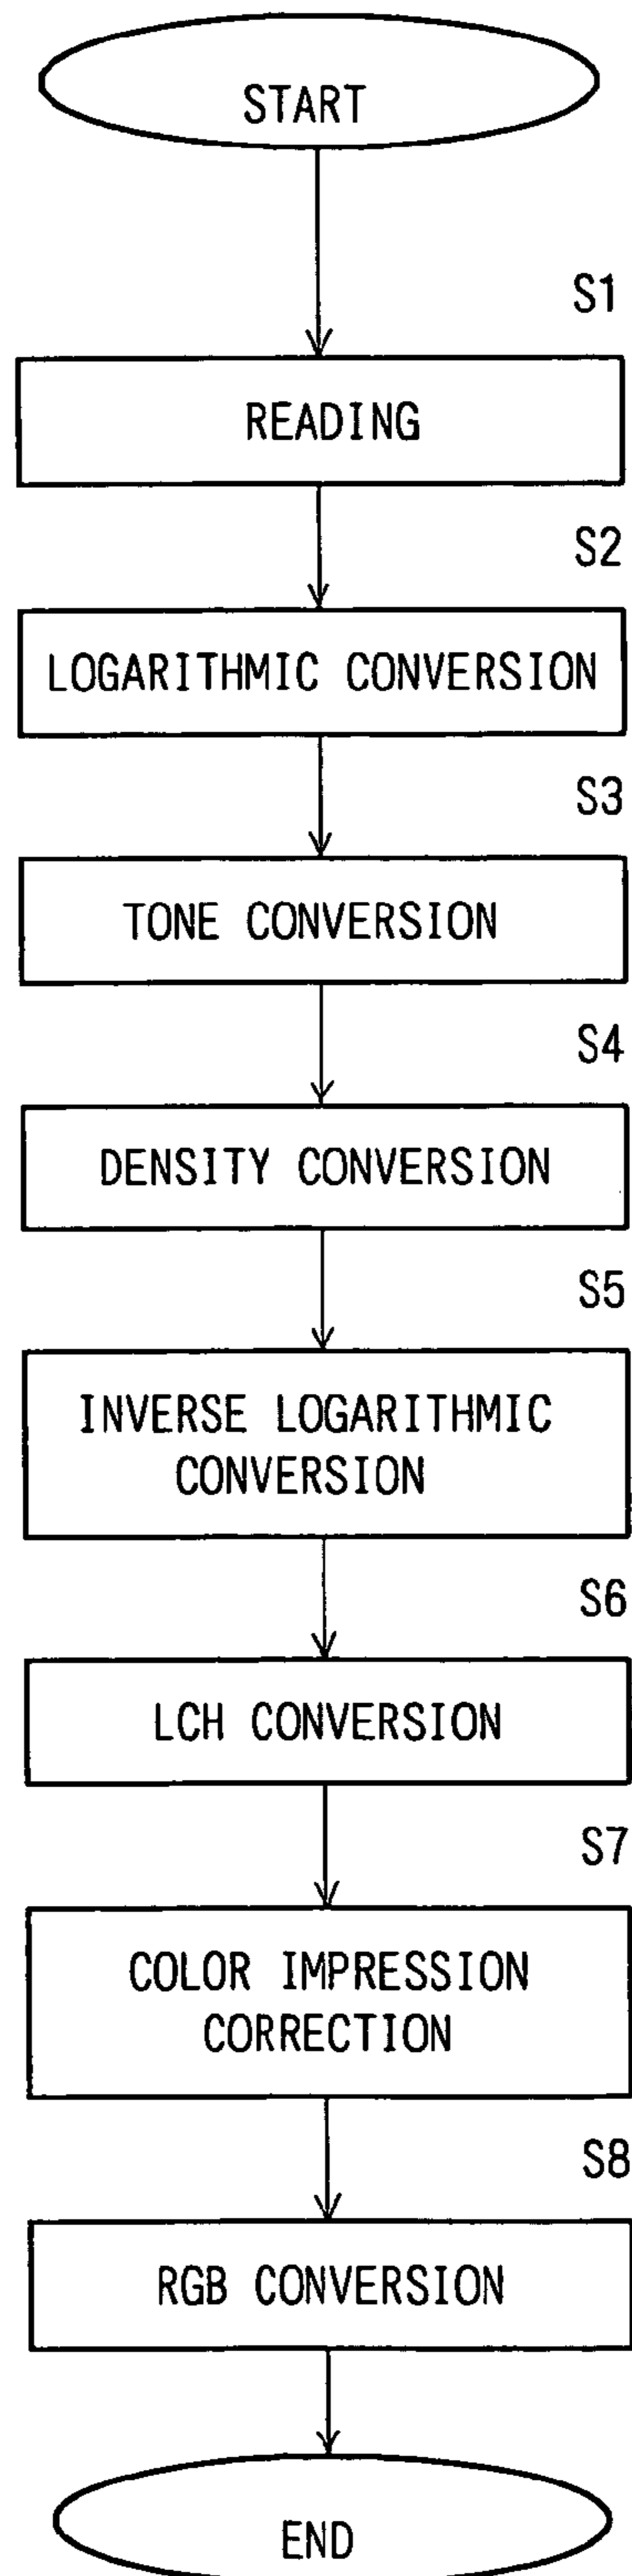 START
S1
READING
S2
LOGARITHMIC CONVERSION
S3
TONE CONVERSION
S4
DENSITY CONVERSION
S5
INVERSE LOGARITHMIC
CONVERSION
S6
LCH CONVERSION
S7
COLOR IMPRESSION
CORRECTION
S8
RGB CONVERSION
END